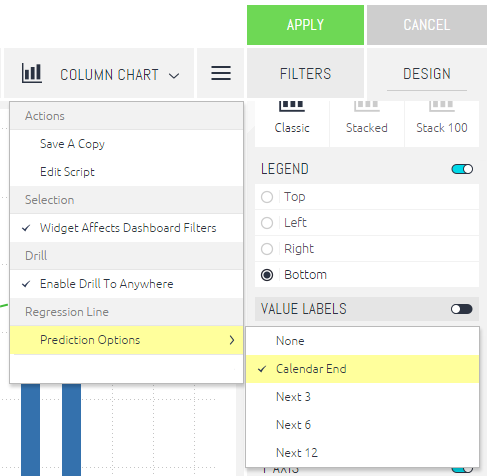 APPLY
CANCEL
COLUMN CHART
FILTERS
DESIGN
Actions
Save A Copy
Edit Script
Selection
Widget Affects Dashboard Filters
Drill
Enable Drill To Anywhere
Regression Line
Prediction Options
Classic
Stacked
Stack 100
LEGEND
Top
Left
Right
Bottom
VALUE LABELS
None
Calendar End
Next 3
Next 6
Next 12
AXIS